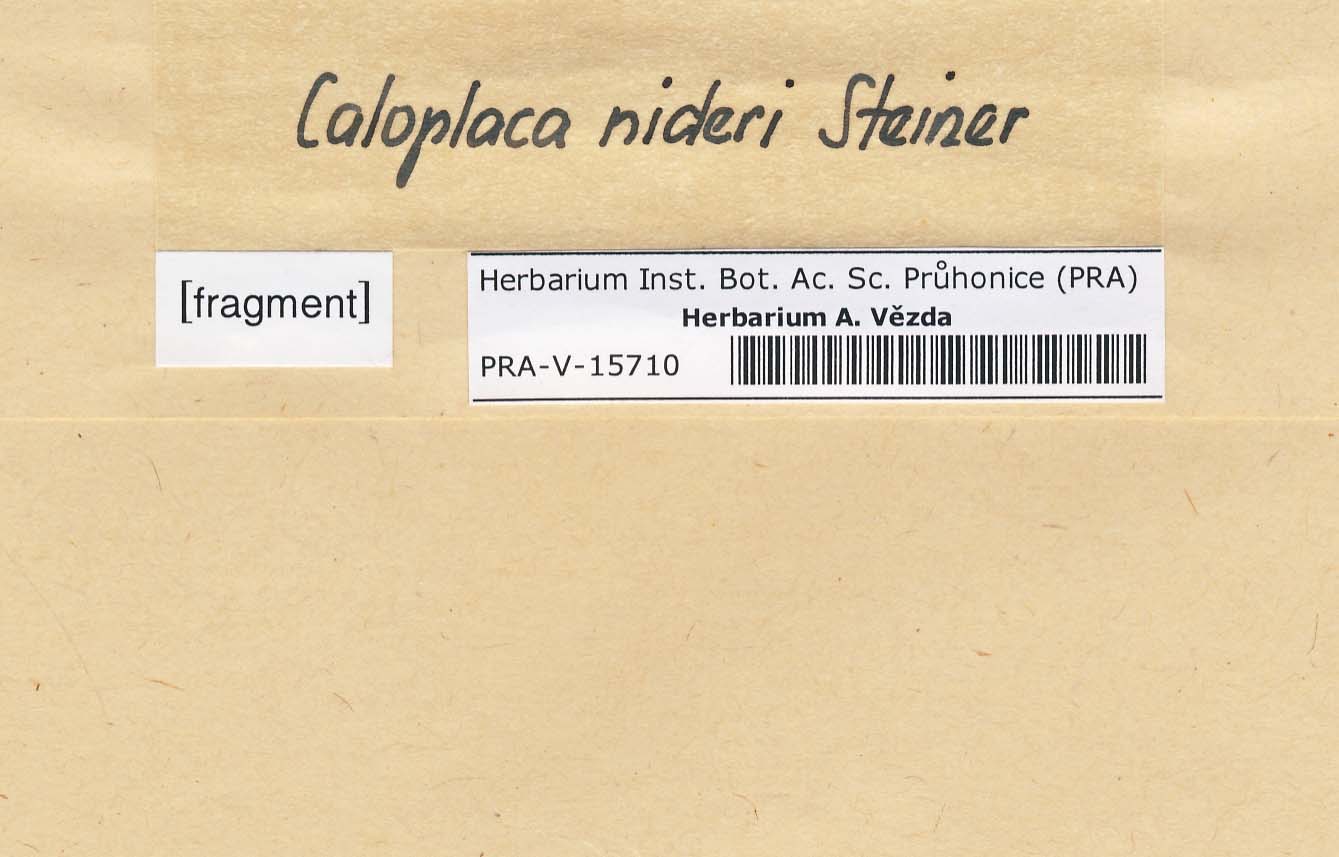 Caloplaca nideri Steiner
[fragment]
Herbarium Inst. Bot. Ac. Sc. Průhonice (PRA)
Herbarium A. Vězda
PRA-V-15710